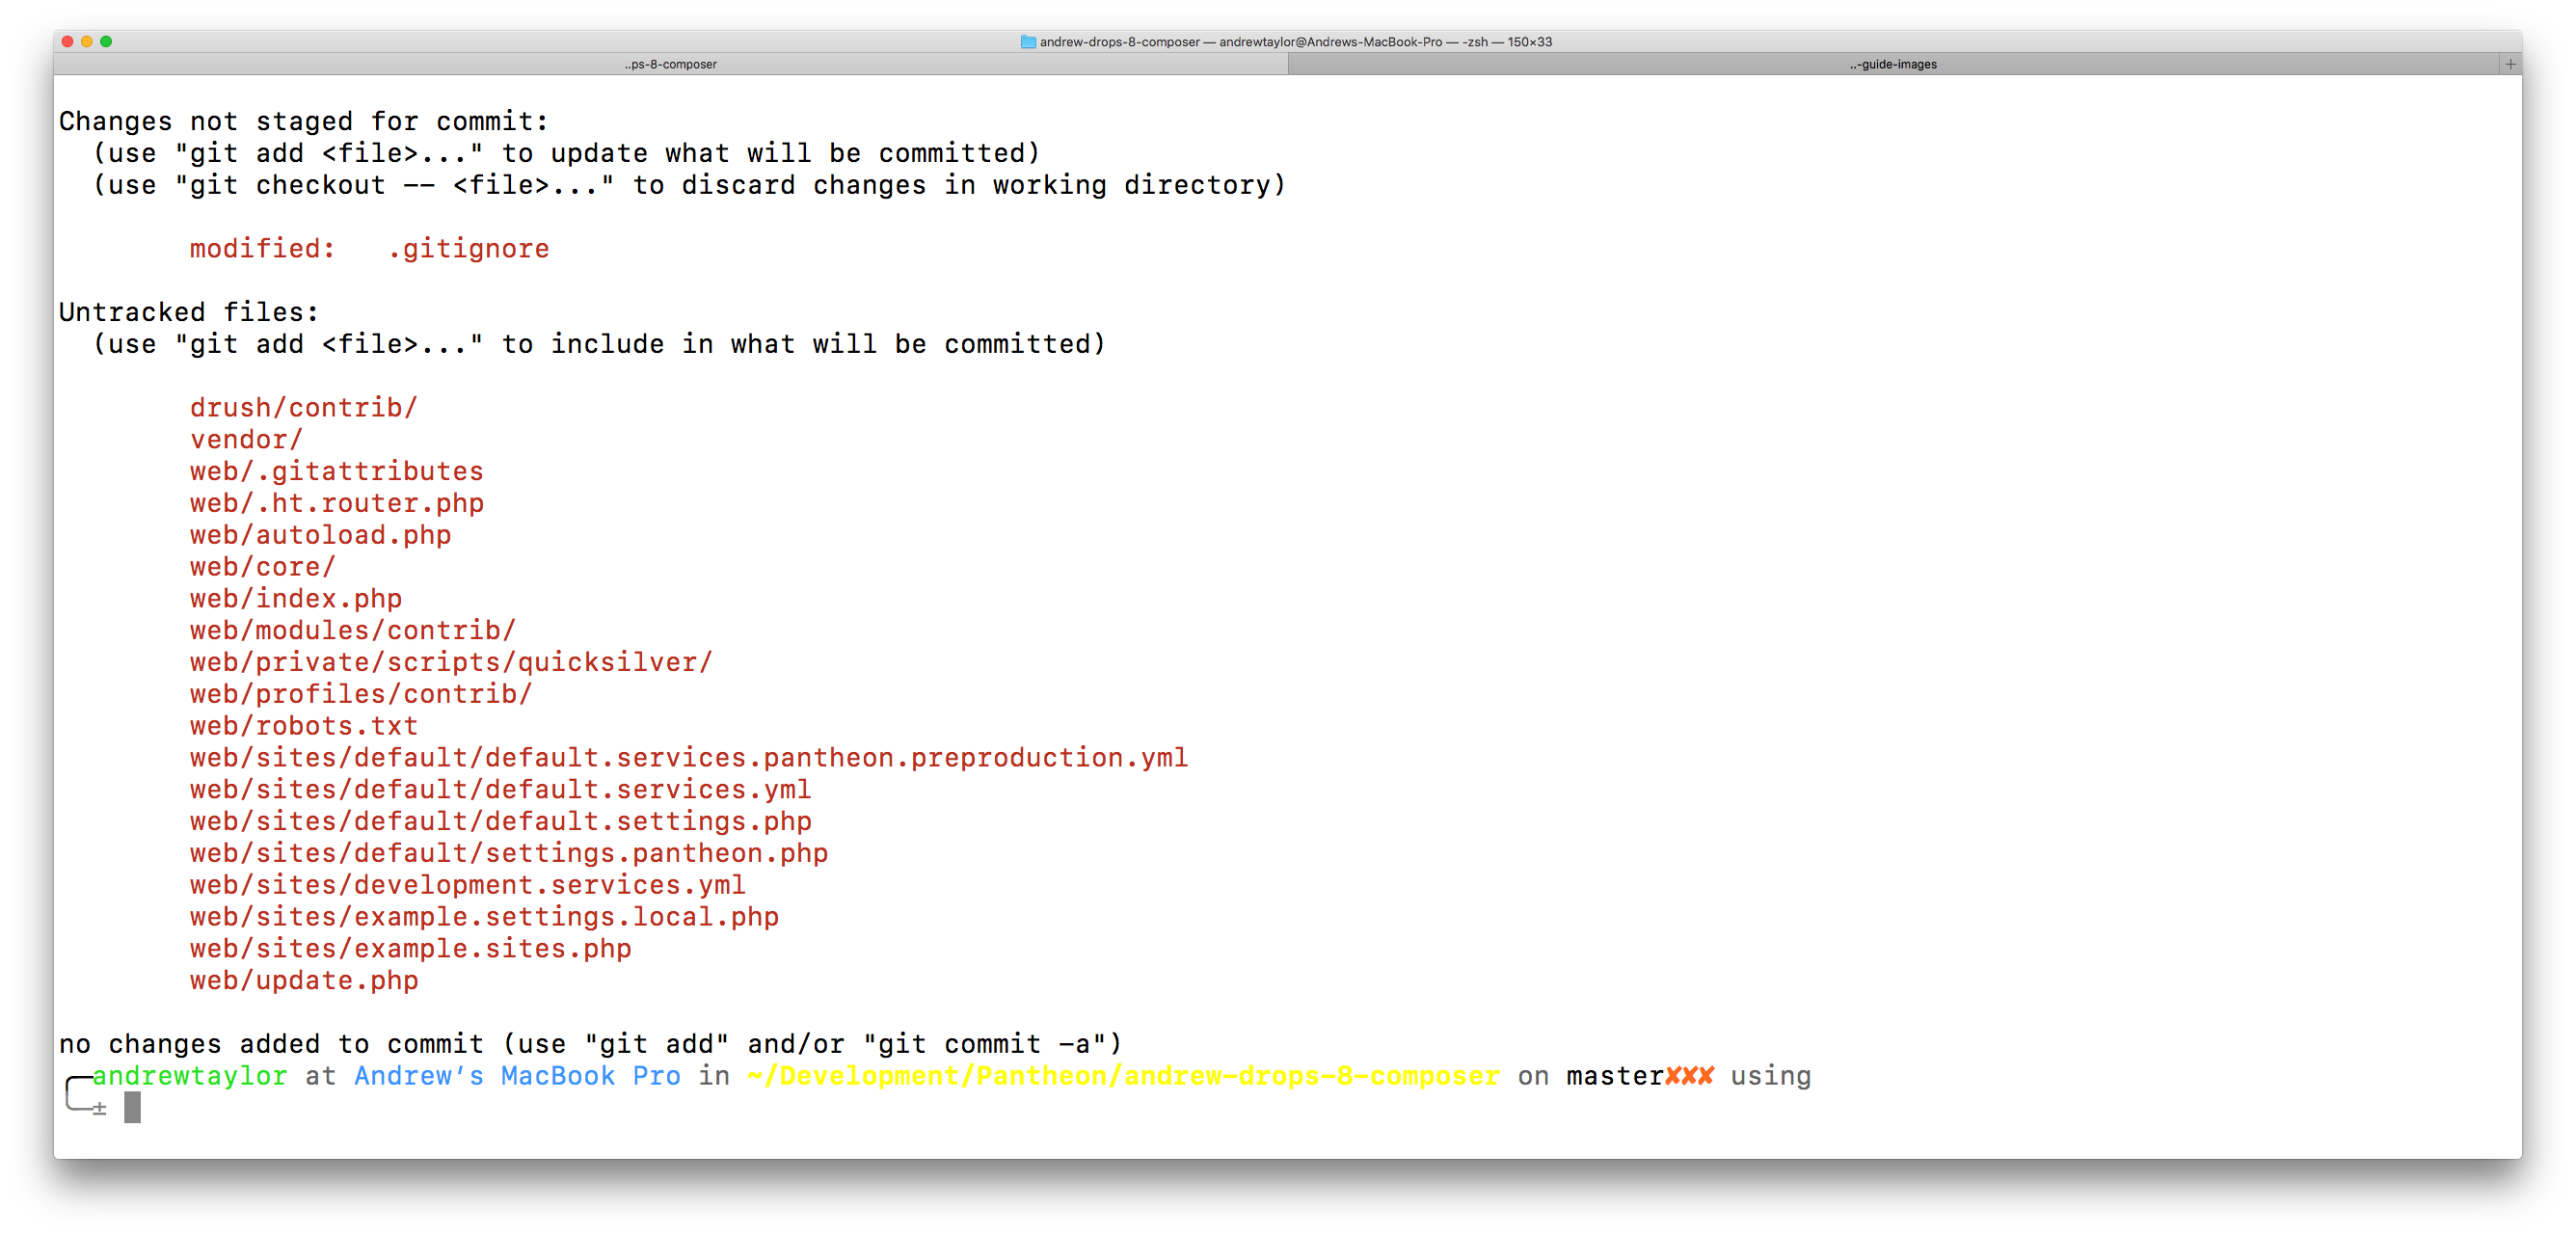 andrew-drops-8-composer — andrewtaylor@Andrews-MacBook-Pro — -zsh — 150×33
..ps-8-composer
..-guide-images
+
Changes not staged for commit:
  (use "git add <file>..." to update what will be committed)
  (use "git checkout -- <file>..." to discard changes in working directory)
        modified:   .gitignore
Untracked files:
  (use "git add <file>..." to include in what will be committed)
        drush/contrib/
        vendor/
        web/.gitattributes
        web/.ht.router.php
        web/autoload.php
        web/core/
        web/index.php
        web/modules/contrib/
        web/private/scripts/quicksilver/
        web/profiles/contrib/
        web/robots.txt
        web/sites/default/default.services.pantheon.preproduction.yml
        web/sites/default/default.services.yml
        web/sites/default/default.settings.php
        web/sites/default/settings.pantheon.php
        web/sites/development.services.yml
        web/sites/example.settings.local.php
        web/sites/example.sites.php
        web/update.php
no changes added to commit (use "git add" and/or "git commit -a")
╭─andrewtaylor at Andrew’s MacBook Pro in ~/Development/Pantheon/andrew-drops-8-composer on master✘✘✘ using
╰─±